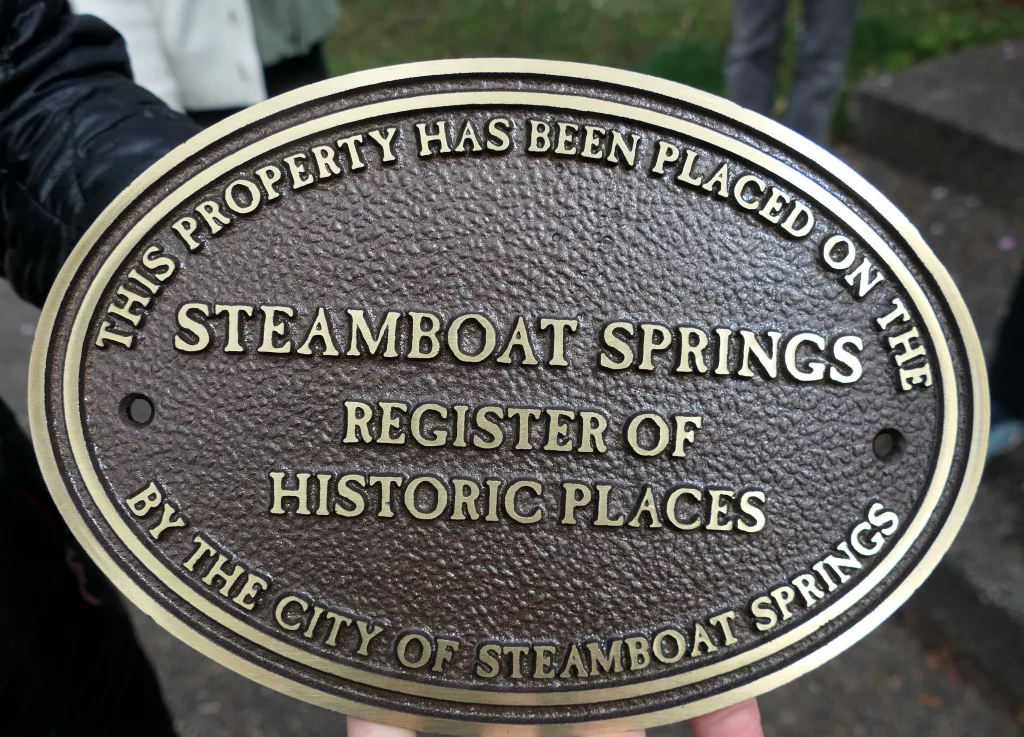 THIS PROPERTY HAS BEEN PLACED ON THE
STEAMBOAT SPRINGS
REGISTER OF
HISTORIC PLACES
BY THE CITY OF STEAMBOAT SPRINGS